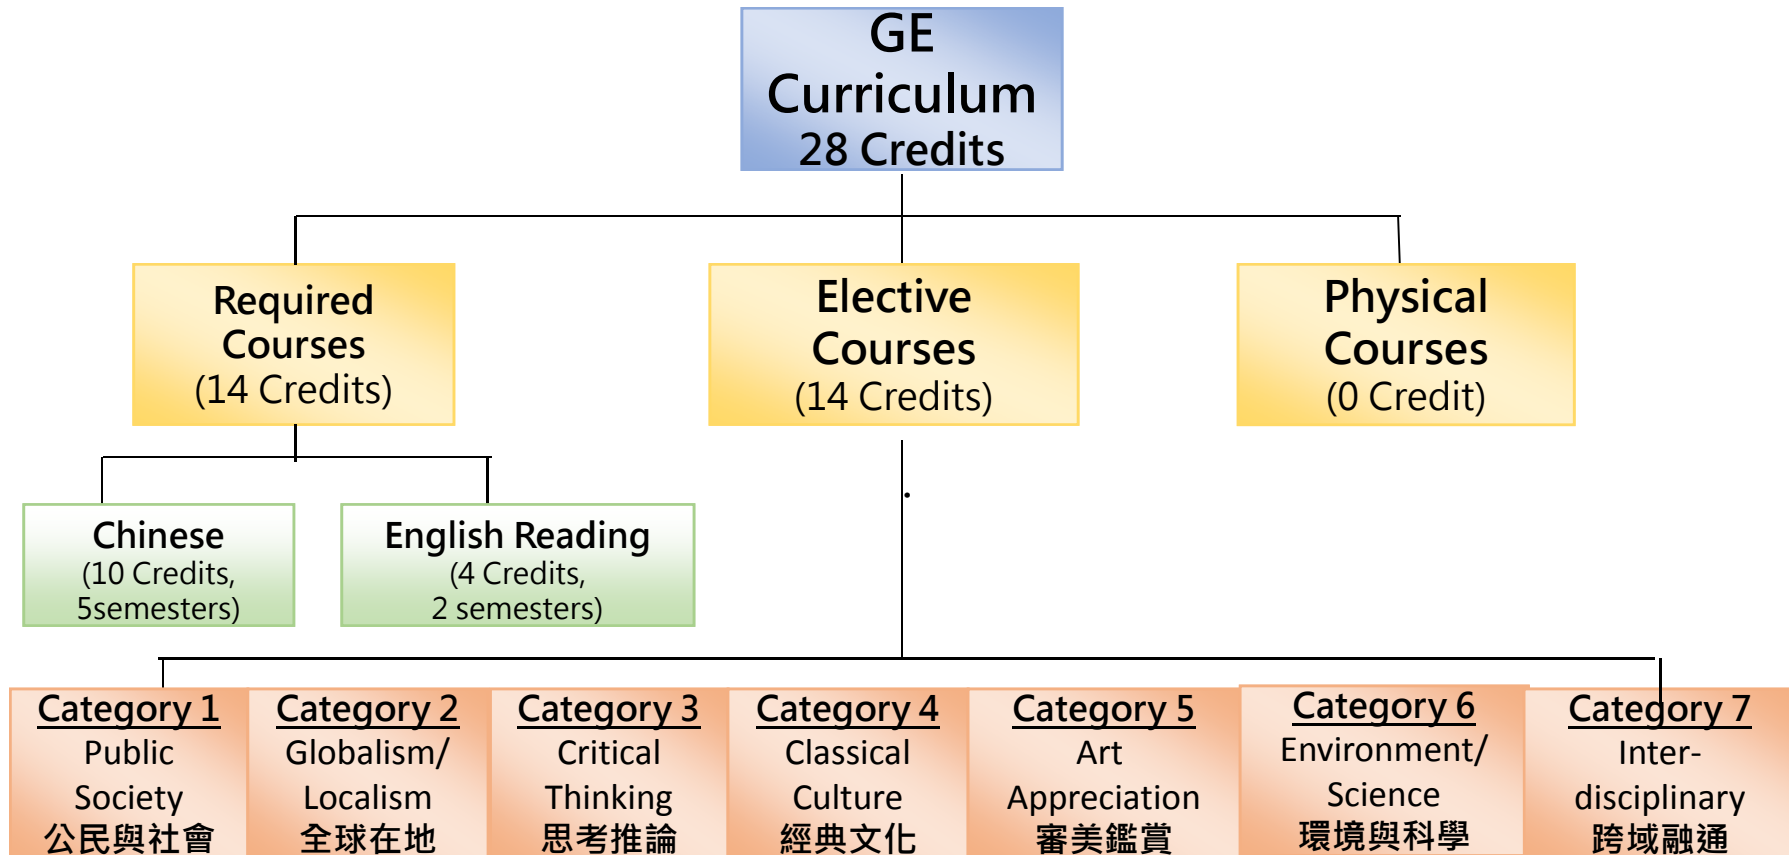 GE
Curriculum
28 Credits
Required
Courses
(14 Credits)
Elective
Courses
(14 Credits)
Physical
Courses
(0 Credit)
Chinese
(10 Credits,
5semesters)
English Reading
(4 Credits,
2 semesters)
Category 1
Public
Society
公民與社會
Category 2
Globalism/
Localism
全球在地
Category 3
Critical
Thinking
思考推論
Category 4
Classical
Culture
經典文化
Category 5
Art
Appreciation
審美鑑賞
Category 6
Environment/
Science
環境與科學
Category 7
Inter-
disciplinary
跨域融通